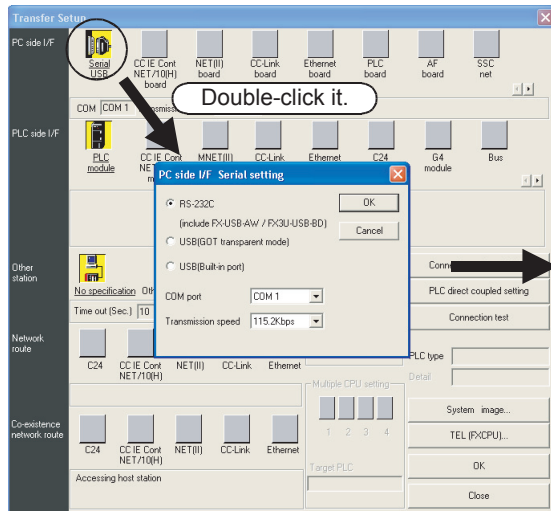 Transfer Setup
PC side I/F
Serial
USB
CC IE Cont
NET/10(H)
board
NET(II)
board
CC-Link
board
Ethernet
board
PLC
board
AF
board
SSC
net
Double-click it.
COM COM 1
PLC side I/F
PLC
module
CC IE Cont
MNET(II)
CC-Link
Ethernet
C24
G4
module
Bus
PC side I/F Serial setting
RS-232C
(include FX-USB-AW / FX3U-USB-BD)
USB(GOT transparent mode)
USB(Built-in port)
COM port COM 1
Transmission speed 115.2Kbps
OK
Cancel
Other
station
No specification
Time out (Sec.) 10
PLC direct coupled setting
Connection test
PLC type
Detail
Network
route
C24
CC IE Cont
NET/10(H)
NET(II)
CC-Link
Ethernet
Multiple CPU setting
1 2 3 4
Target PLC
System image...
TEL (FXCPU)...
OK
Close
Co-existence
network route
C24
CC IE Cont
NET/10(H)
NET(II)
CC-Link
Ethernet
Accessing host station